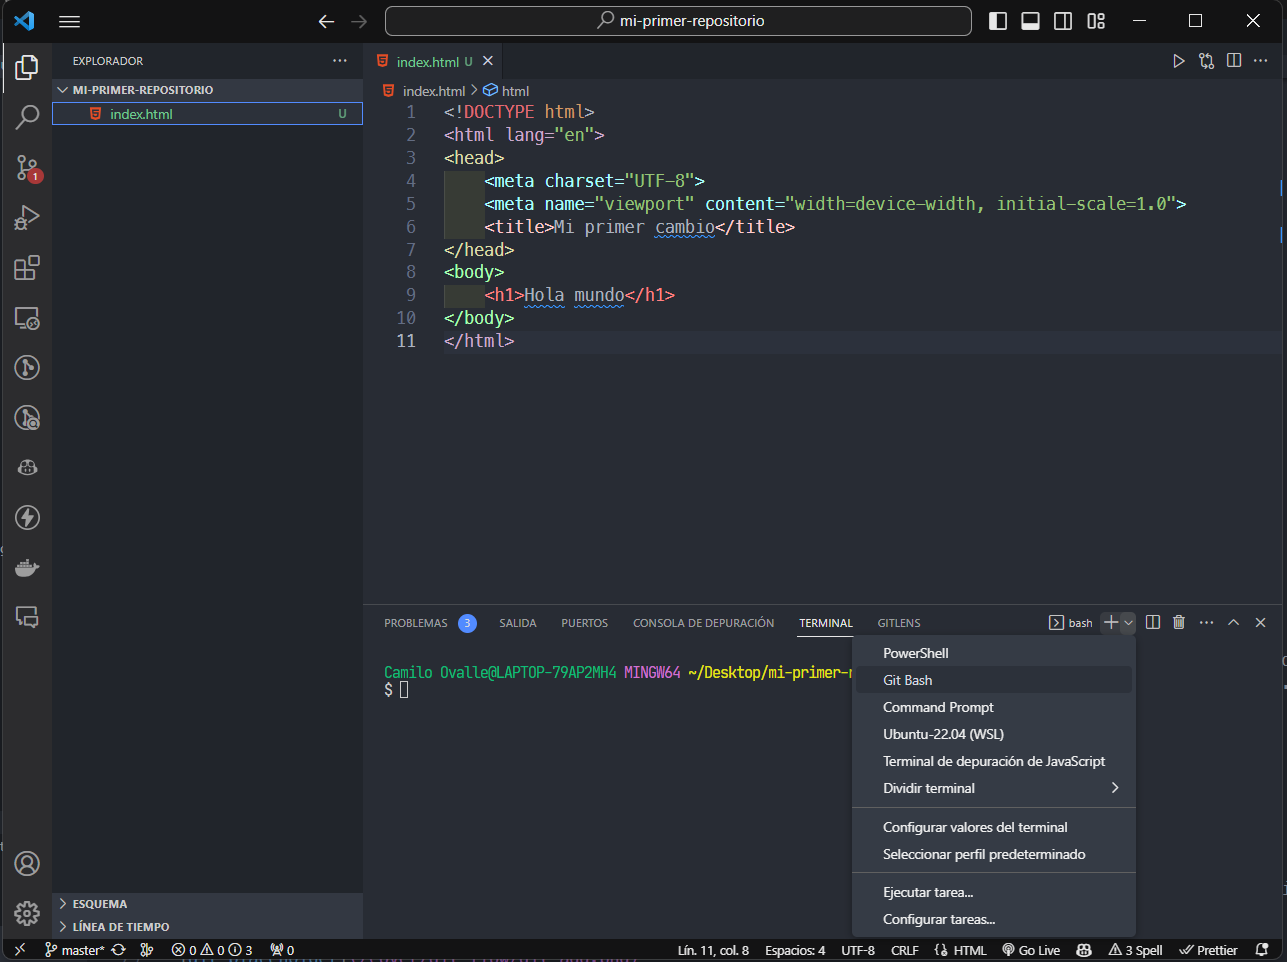 mi-primer-repositorio
EXPLORADOR
MI-PRIMER-REPOSITORIO
index.html U
index.html U
index.html > html
1 <!DOCTYPE html>
2 <html lang="en">
3 <head>
4 <meta charset="UTF-8">
5 <meta name="viewport" content="width=device-width, initial-scale=1.0">
6 <title>Mi primer cambio</title>
7 </head>
8 <body>
9 <h1>Hola mundo</h1>
10 </body>
11 </html>
1
PROBLEMAS 3 SALIDA PUERTOS CONSOLA DE DEPURACIÓN TERMINAL GITLENS
bash
Camilo Ovalle@LAPTOP-79AP2MH4 MINGW64 ~/Desktop/mi-primer-r
$
PowerShell
Git Bash
Command Prompt
Ubuntu-22.04 (WSL)
Terminal de depuración de JavaScript
Dividir terminal
Configurar valores del terminal
Seleccionar perfil predeterminado
Ejecutar tarea...
Configurar tareas...
ESQUEMA
LÍNEA DE TIEMPO
master* 0 0 3 0 Lín. 11, col. 8 Espacios: 4 UTF-8 CRLF HTML Go Live 3 Spell Prettier